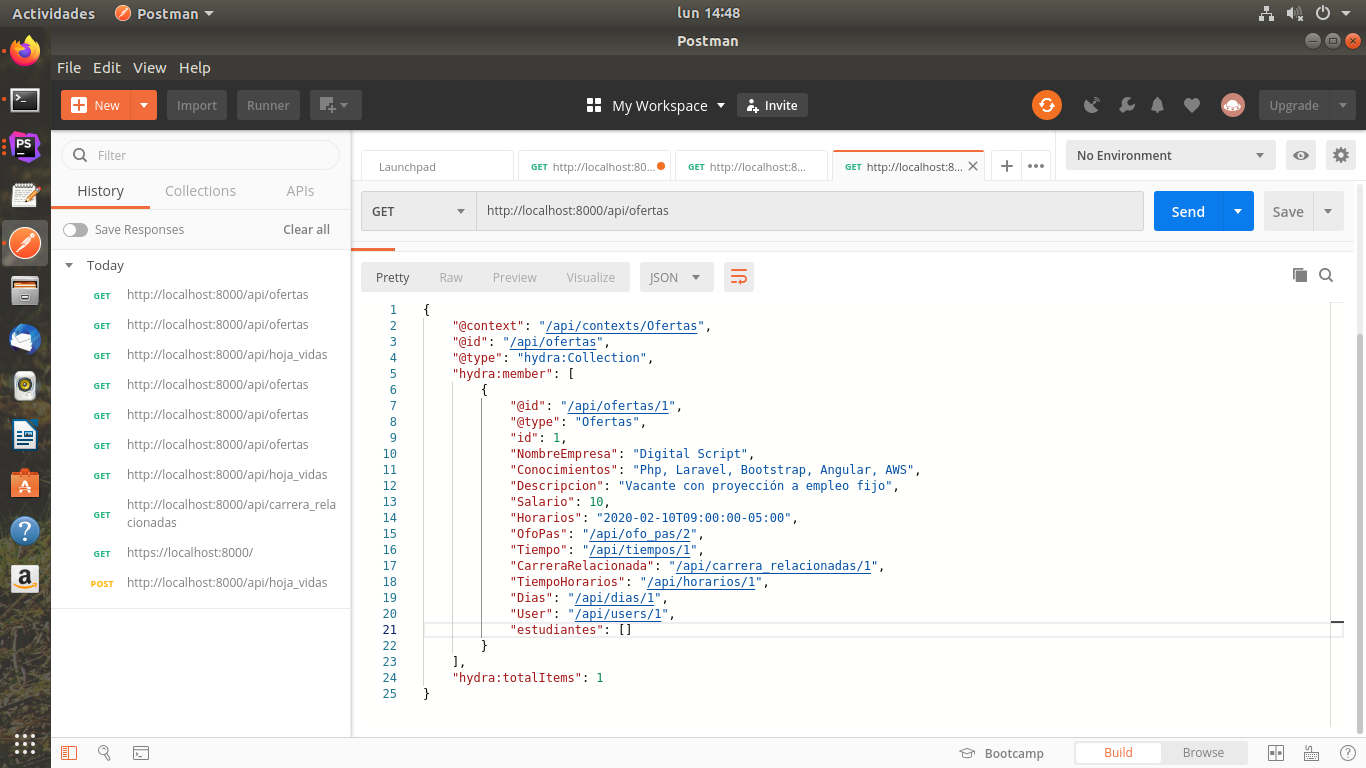 Actividades
Postman
lun 14:48
Postman
File Edit View Help
New
Import
Runner
My Workspace
Invite
Upgrade
Filter
History
Collections
APIs
Save Responses
Clear all
Today
GET http://localhost:8000/api/ofertas
GET http://localhost:8000/api/ofertas
GET http://localhost:8000/api/hoja_vidas
GET http://localhost:8000/api/ofertas
GET http://localhost:8000/api/ofertas
GET http://localhost:8000/api/ofertas
GET http://localhost:8000/api/hoja_vidas
GET http://localhost:8000/api/carrera_rela
cionadas
GET https://localhost:8000/
POST http://localhost:8000/api/hoja_vidas
Launchpad
GET http://localhost:80...
GET http://localhost:8...
GET http://localhost:8...
No Environment
GET
http://localhost:8000/api/ofertas
Send
Save
Pretty
Raw
Preview
Visualize
JSON
1 {
2 "@context": "/api/contexts/Ofertas",
3 "@id": "/api/ofertas",
4 "@type": "hydra:Collection",
5 "hydra:member": [
6 {
7 "@id": "/api/ofertas/1",
8 "@type": "Ofertas",
9 "id": 1,
10 "NombreEmpresa": "Digital Script",
11 "Conocimientos": "Php, Laravel, Bootstrap, Angular, AWS",
12 "Descripcion": "Vacante con proyección a empleo fijo",
13 "Salario": 10,
14 "Horarios": "2020-02-10T09:00:00-05:00",
15 "OfoPas": "/api/ofo_pas/2",
16 "Tiempo": "/api/tiempos/1",
17 "CarreraRelacionada": "/api/carrera_relacionadas/1",
18 "TiempoHorarios": "/api/horarios/1",
19 "Dias": "/api/dias/1",
20 "User": "/api/users/1",
21 "estudiantes": []
22 }
23 ],
24 "hydra:totalItems": 1
25 }
Bootcamp
Build
Browse
PS